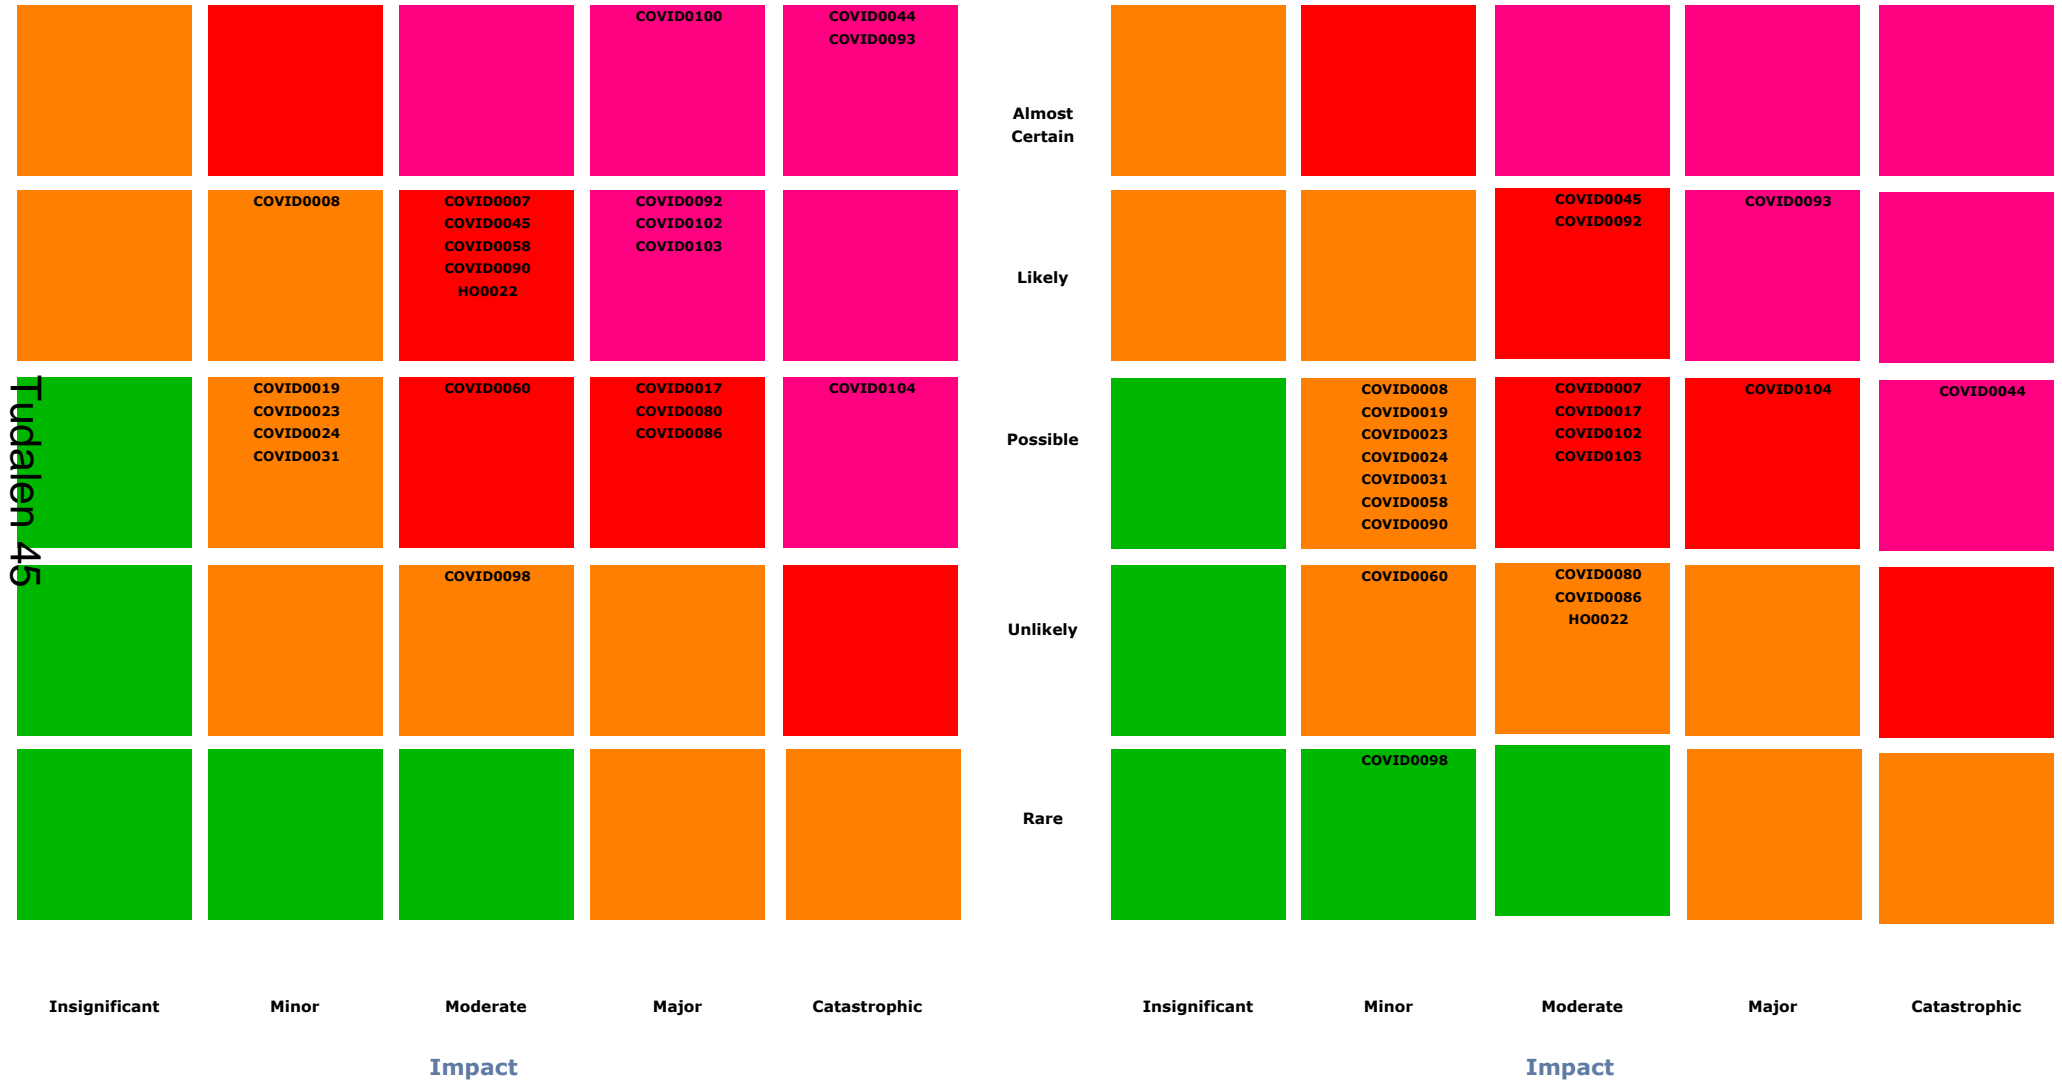 COVID0100
COVID0044
COVID0093
Almost
Certain
COVID0008
COVID0007
COVID0045
COVID0058
COVID0090
HO0022
COVID0092
COVID0102
COVID0103
Likely
COVID0045
COVID0092
COVID0093
Tudalen 45
COVID0019
COVID0023
COVID0024
COVID0031
COVID0060
COVID0017
COVID0080
COVID0086
COVID0104
Possible
COVID0008
COVID0019
COVID0023
COVID0024
COVID0031
COVID0058
COVID0090
COVID0007
COVID0017
COVID0102
COVID0103
COVID0104
COVID0044
COVID0098
Unlikely
COVID0060
COVID0080
COVID0086
HO0022
Rare
COVID0098
Insignificant
Minor
Moderate
Major
Catastrophic
Insignificant
Minor
Moderate
Major
Catastrophic
Impact
Impact